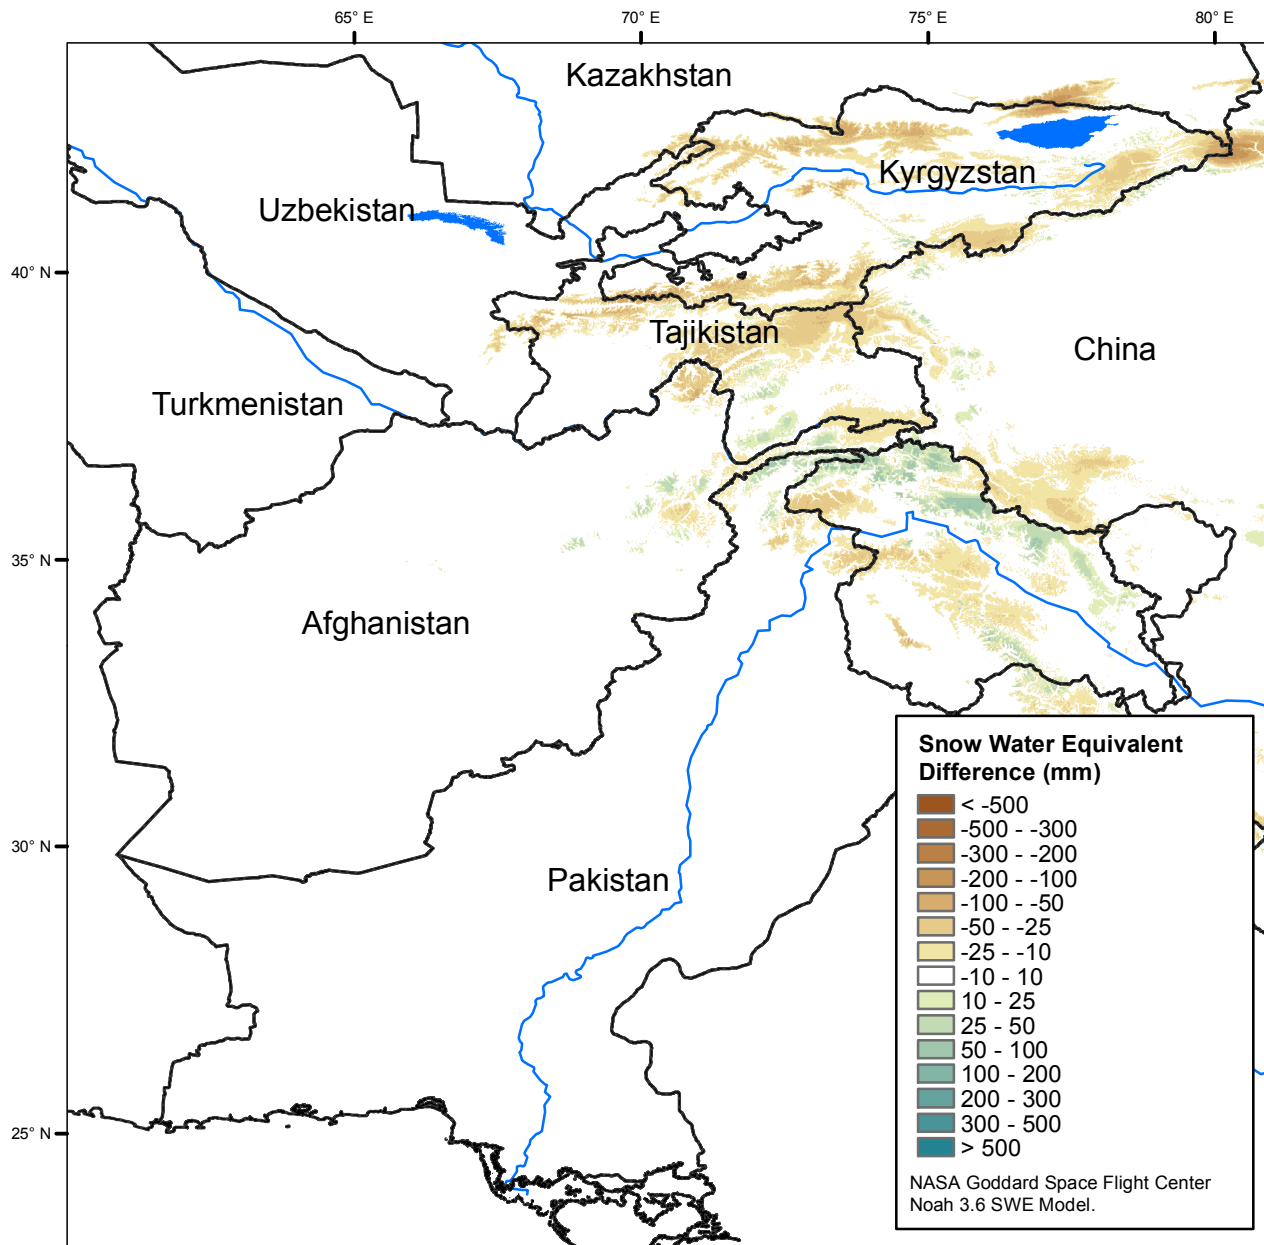 65° E
70° E
75° E
80° E
Kazakhstan
Kyrgyzstan
Uzbekistan
40° N
Tajikistan
China
Turkmenistan
35° N
Afghanistan
30° N
Pakistan
25° N
Snow Water Equivalent
Difference (mm)
< -500
-500 - -300
-300 - -200
-200 - -100
-100 - -50
-50 - -25
-25 - -10
-10 - 10
10 - 25
25 - 50
50 - 100
100 - 200
200 - 300
300 - 500
> 500
NASA Goddard Space Flight Center
Noah 3.6 SWE Model.